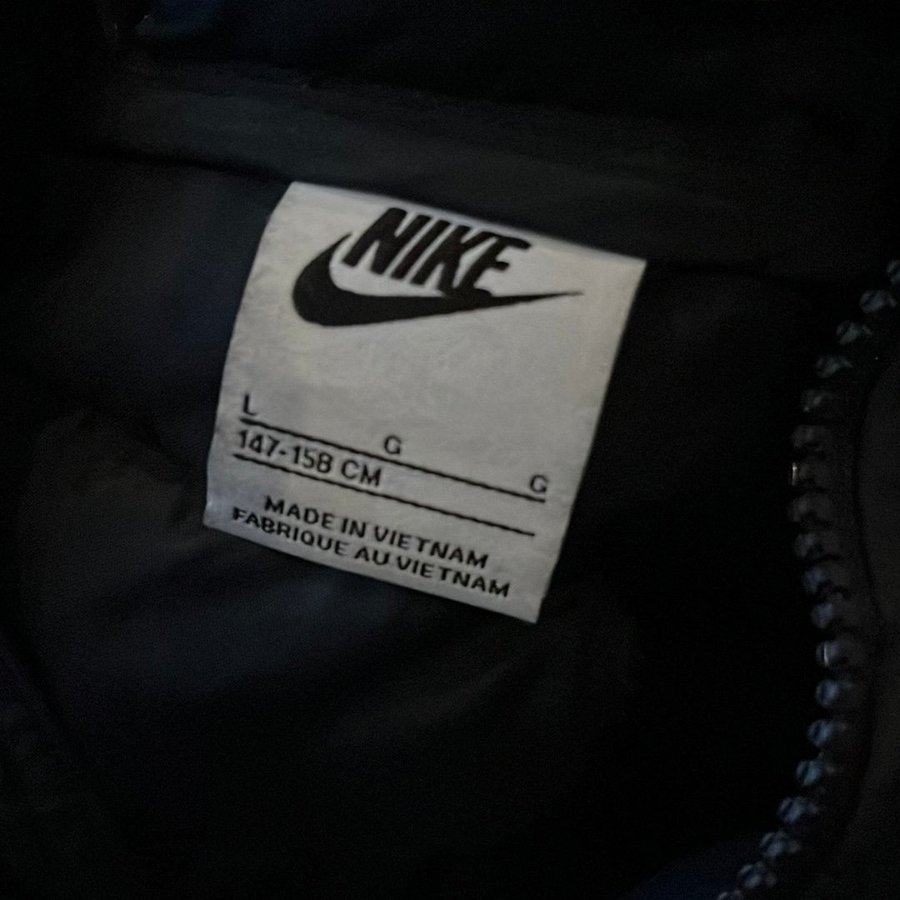 NIKE
L G G
147-158 CM
MADE IN VIETNAM
FABRIQUE AU VIETNAM